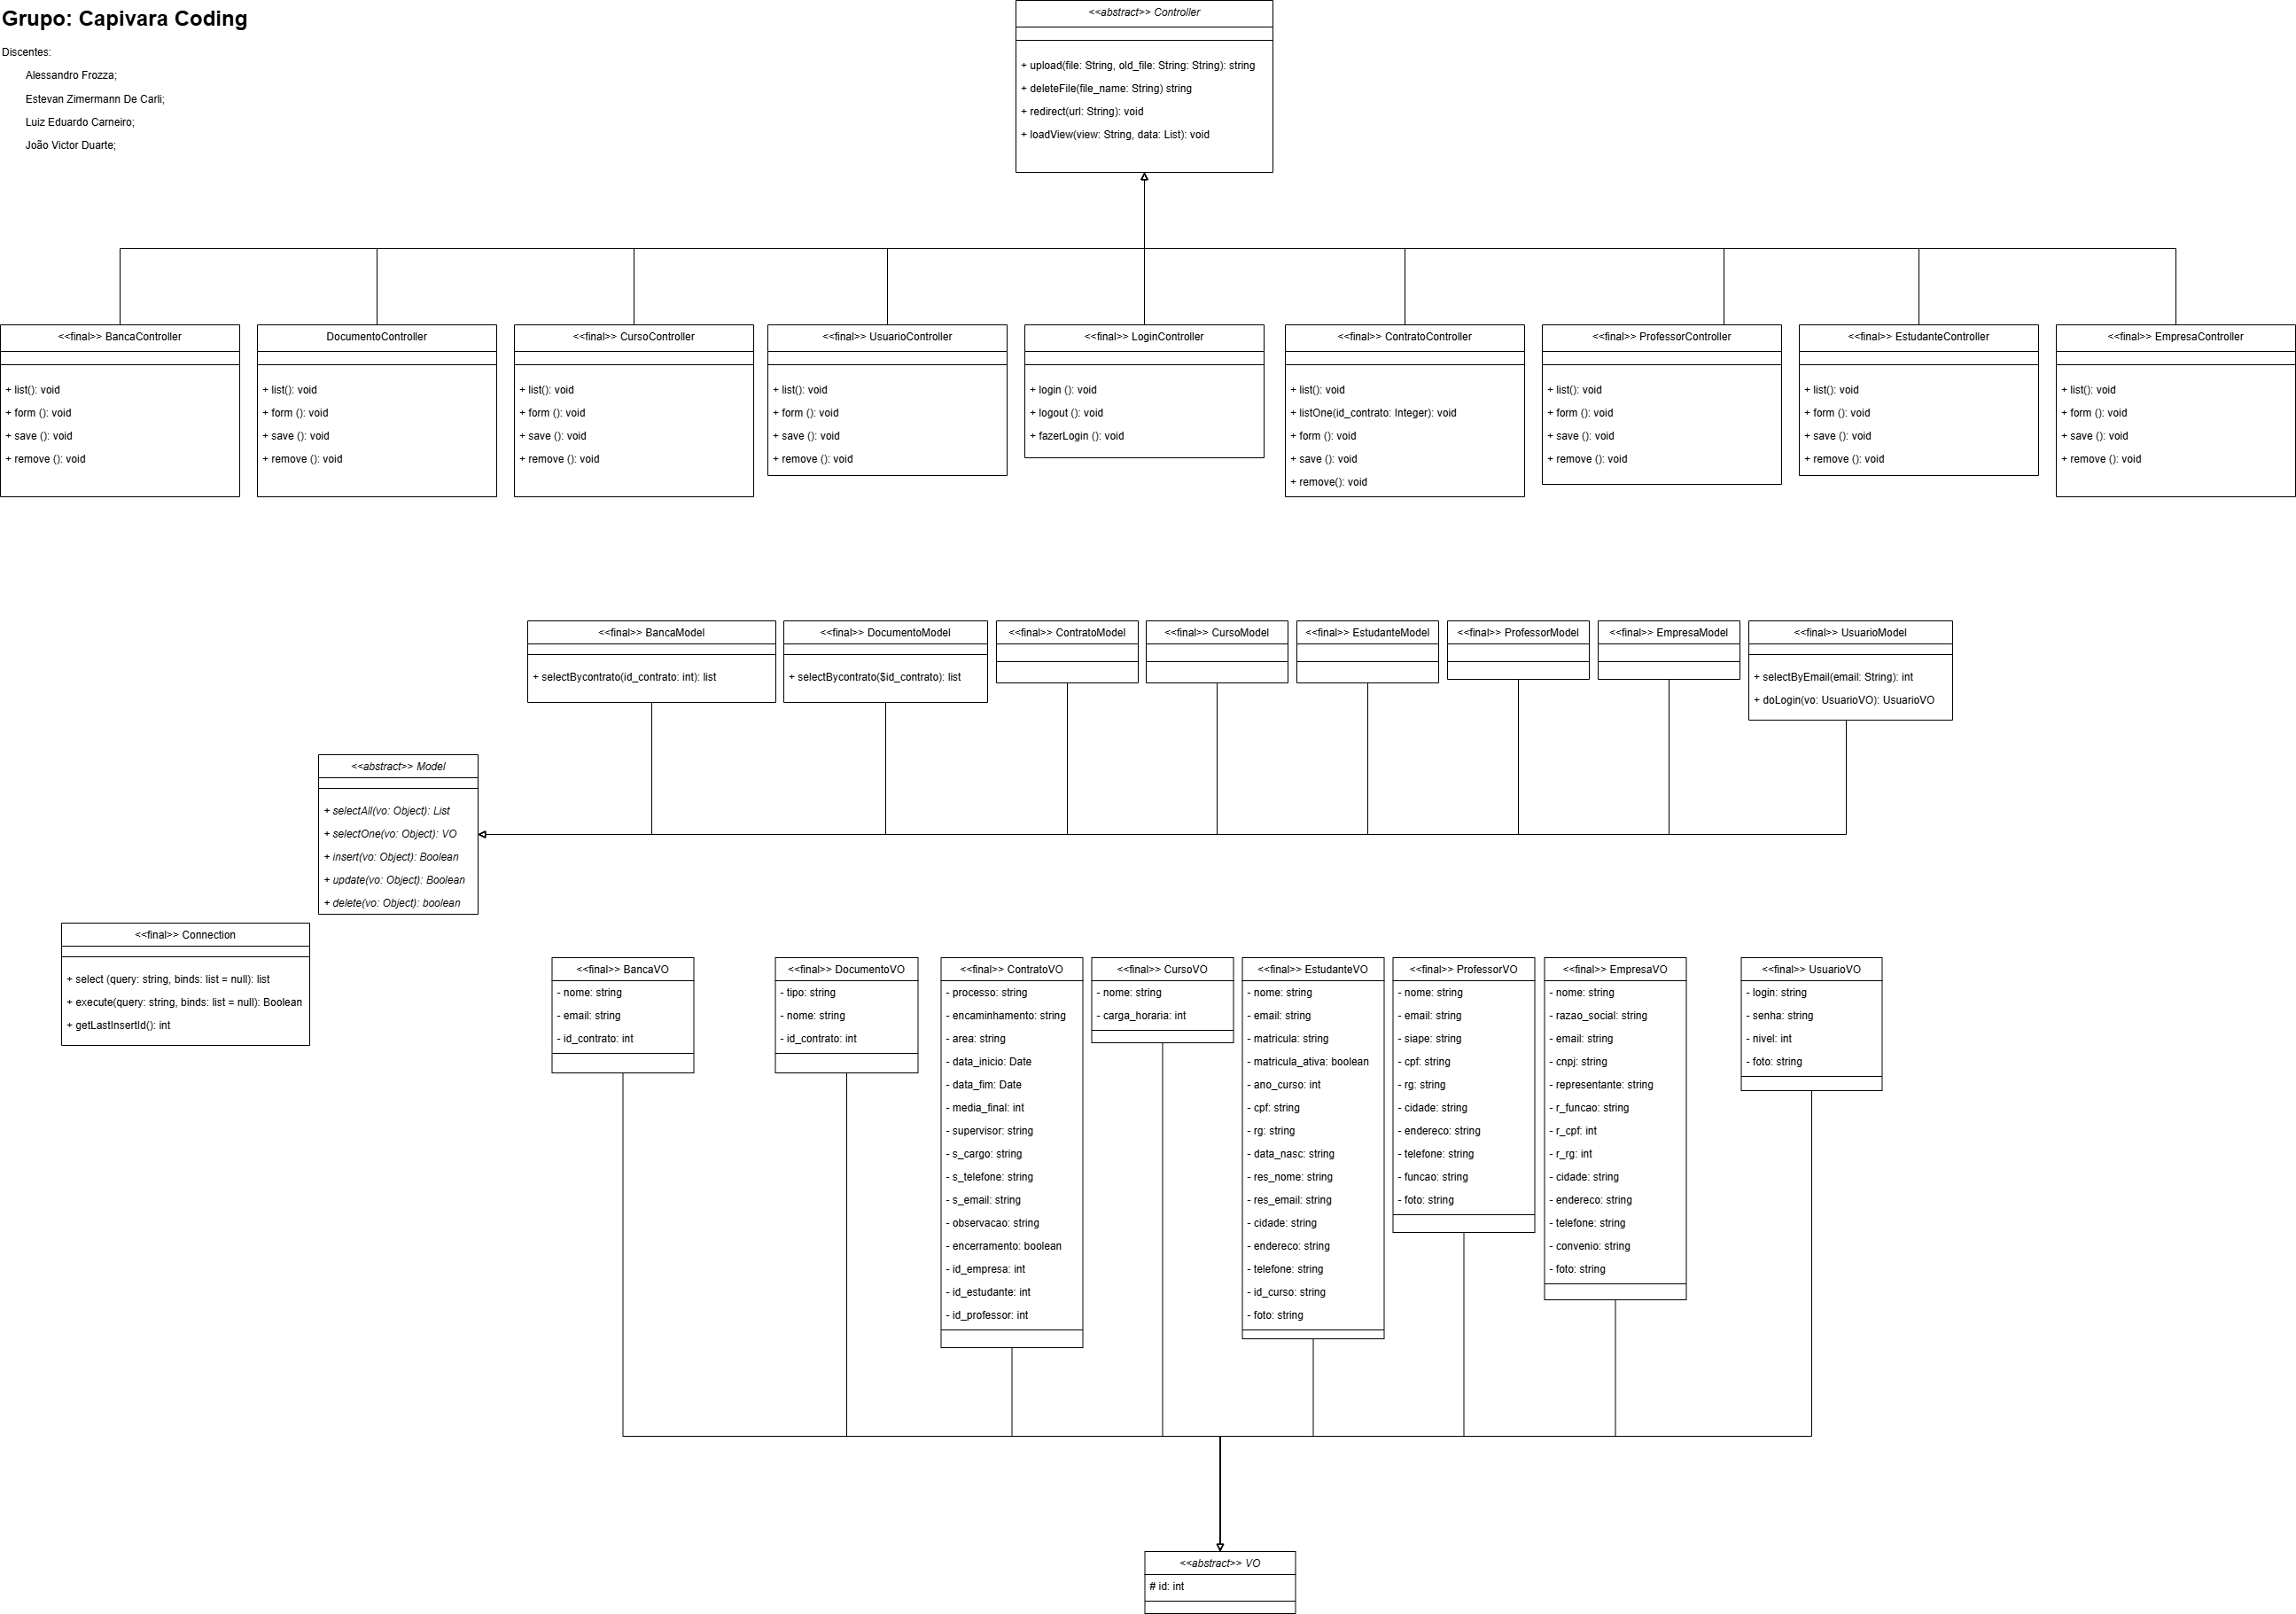 Grupo: Capivara Coding
Discentes:
Alessandro Frozza;
Estevan Zimermann De Carli;
Luiz Eduardo Carneiro;
João Victor Duarte;
<<abstract>> Controller
+ upload(file: String, old_file: String: String): string
+ deleteFile(file_name: String) string
+ redirect(url: String): void
+ loadView(view: String, data: List): void
<<final>> BancaController
+ list(): void
+ form (): void
+ save (): void
+ remove (): void
DocumentoController
+ list(): void
+ form (): void
+ save (): void
+ remove (): void
<<final>> CursoController
+ list(): void
+ form (): void
+ save (): void
+ remove (): void
<<final>> UsuarioController
+ list(): void
+ form (): void
+ save (): void
+ remove (): void
<<final>> LoginController
+ login (): void
+ logout (): void
+ fazerLogin (): void
<<final>> ContratoController
+ list(): void
+ listOne(id_contrato: Integer): void
+ form (): void
+ save (): void
+ remove(): void
<<final>> ProfessorController
+ list(): void
+ form (): void
+ save (): void
+ remove (): void
<<final>> EstudanteController
+ list(): void
+ form (): void
+ save (): void
+ remove (): void
<<final>> EmpresaController
+ list(): void
+ form (): void
+ save (): void
+ remove (): void
<<final>> BancaModel
+ selectBycontrato(id_contrato: int): list
<<final>> DocumentoModel
+ selectBycontrato($id_contrato): list
<<final>> ContratoModel
<<final>> CursoModel
<<final>> EstudanteModel
<<final>> ProfessorModel
<<final>> EmpresaModel
<<final>> UsuarioModel
+ selectByEmail(email: String): int
+ doLogin(vo: UsuarioVO): UsuarioVO
<<abstract>> Model
+ selectAll(vo: Object): List
+ selectOne(vo: Object): VO
+ insert(vo: Object): Boolean
+ update(vo: Object): Boolean
+ delete(vo: Object): boolean
<<final>> Connection
+ select (query: string, binds: list = null): list
+ execute(query: string, binds: list = null): Boolean
+ getLastInsertId(): int
<<final>> BancaVO
- nome: string
- email: string
- id_contrato: int
<<final>> DocumentoVO
- tipo: string
- nome: string
- id_contrato: int
<<final>> ContratoVO
- processo: string
- encaminhamento: string
- area: string
- data_inicio: Date
- data_fim: Date
- media_final: int
- supervisor: string
- s_cargo: string
- s_telefone: string
- s_email: string
- observacao: string
- encerramento: boolean
- id_empresa: int
- id_estudante: int
- id_professor: int
<<final>> CursoVO
- nome: string
- carga_horaria: int
<<final>> EstudanteVO
- nome: string
- email: string
- matricula: string
- matricula_ativa: boolean
- ano_curso: int
- cpf: string
- rg: string
- data_nasc: string
- res_nome: string
- res_email: string
- cidade: string
- endereco: string
- telefone: string
- id_curso: string
- foto: string
<<final>> ProfessorVO
- nome: string
- email: string
- siape: string
- cpf: string
- rg: string
- cidade: string
- endereco: string
- telefone: string
- funcao: string
- foto: string
<<final>> EmpresaVO
- nome: string
- razao_social: string
- email: string
- cnpj: string
- representante: string
- r_funcao: string
- r_cpf: int
- r_rg: int
- cidade: string
- endereco: string
- telefone: string
- convenio: string
- foto: string
<<final>> UsuarioVO
- login: string
- senha: string
- nivel: int
- foto: string
<<abstract>> VO
# id: int